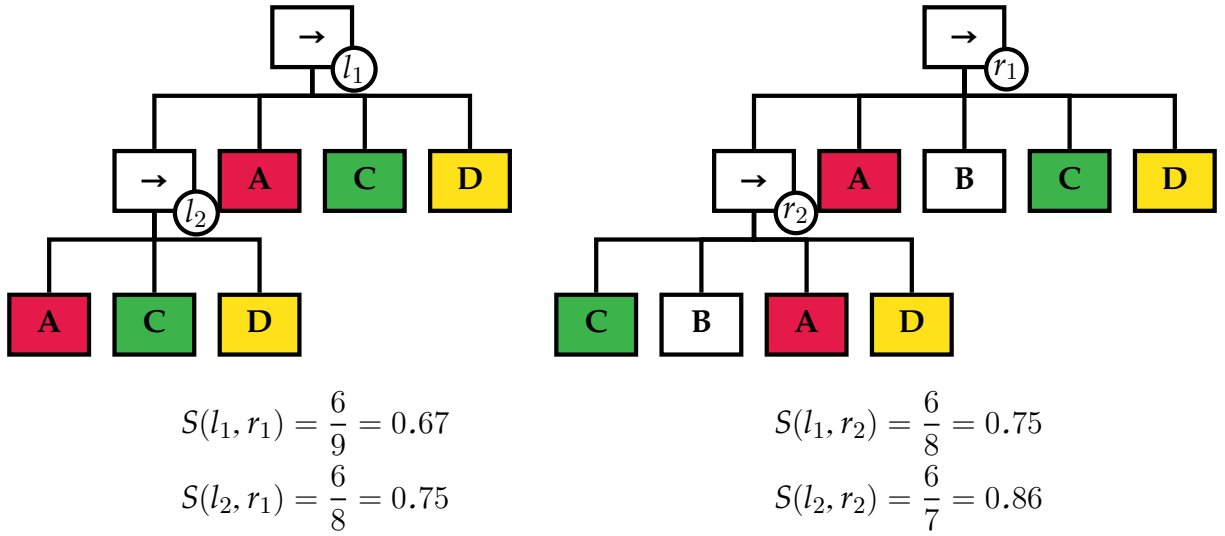 → →
l₁ r₁
→ A C D → A B C D
l₂ r₂
A C D C B A D
S(l₁, r₁) = 6/9 = 0.67 S(l₁, r₂) = 6/8 = 0.75
S(l₂, r₁) = 6/8 = 0.75 S(l₂, r₂) = 6/7 = 0.86